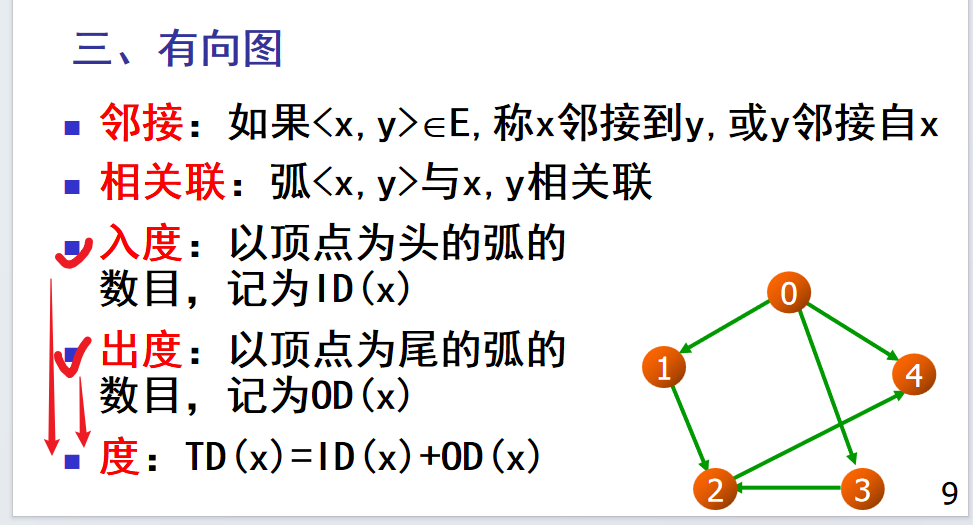 三、有向图
邻接：如果<x,y>∈E,称x邻接到y,或y邻接自x
相关联：弧<x,y>与x,y相关联
入度：以顶点为头的弧的
数目，记为ID(x)
出度：以顶点为尾的弧的
数目，记为OD(x)
度：TD(x)=ID(x)+OD(x)
0
1
4
2
3
9